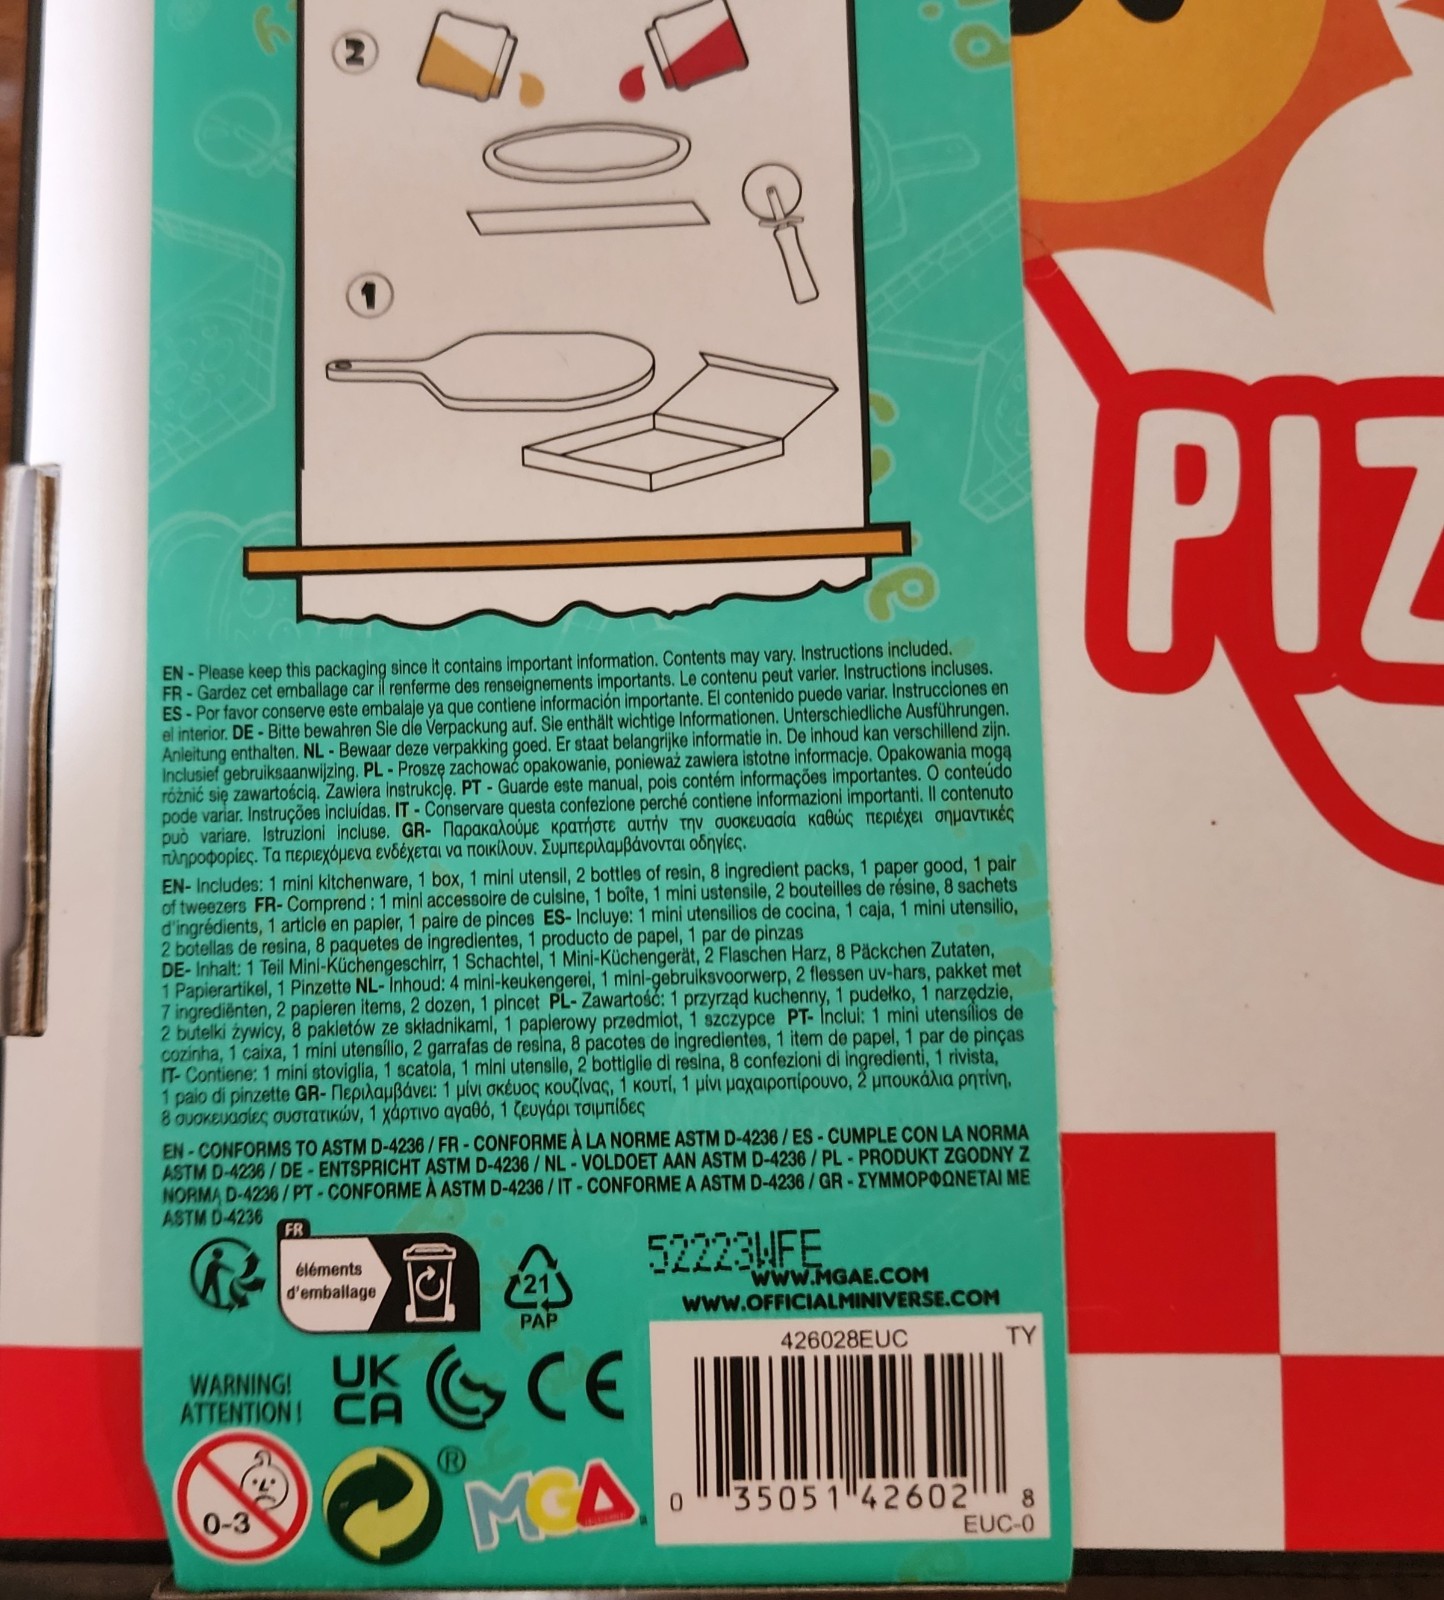 2
1
PIZ
EN - Please keep this packaging since it contains important information. Contents may vary. Instructions included.
FR - Gardez cet emballage car il renferme des renseignements importants. Le contenu peut varier. Instructions incluses.
ES - Por favor conserve este embalaje ya que contiene información importante. El contenido puede variar. Instrucciones en
el interior. DE - Bitte bewahren Sie die Verpackung auf. Sie enthält wichtige Informationen. Unterschiedliche Ausführungen.
Anleitung enthalten. NL - Bewaar deze verpakking goed. Er staat belangrijke informatie in. De inhoud kan verschillend zijn.
Inclusief gebruiksaanwijzing. PL - Proszę zachować opakowanie, ponieważ zawiera istotne informacje. Opakowania mogą
różnić się zawartością. Zawiera instrukcję. PT - Guarde este manual, pois contém informações importantes. O conteúdo
pode variar. Instruções incluídas. IT - Conservare questa confezione perché contiene informazioni importanti. Il contenuto
può variare. Istruzioni incluse. GR- Παρακαλούμε κρατήστε αυτήν την συσκευασία καθώς περιέχει σημαντικές
πληροφορίες. Τα περιεχόμενα ενδέχεται να ποικίλουν. Συμπεριλαμβάνονται οδηγίες.
EN- Includes: 1 mini kitchenware, 1 box, 1 mini utensil, 2 bottles of resin, 8 ingredient packs, 1 paper good, 1 pair
of tweezers FR- Comprend : 1 mini accessoire de cuisine, 1 boîte, 1 mini ustensile, 2 bouteilles de résine, 8 sachets
d'ingrédients, 1 article en papier, 1 paire de pinces ES- Incluye: 1 mini utensilios de cocina, 1 caja, 1 mini utensilio,
2 botellas de resina, 8 paquetes de ingredientes, 1 producto de papel, 1 par de pinzas
DE- Inhalt: 1 Teil Mini-Küchengeschirr, 1 Schachtel, 1 Mini-Küchengerät, 2 Flaschen Harz, 8 Päckchen Zutaten,
1 Papierartikel, 1 Pinzette NL- Inhoud: 4 mini-keukengerei, 1 mini-gebruiksvoorwerp, 2 flessen uv-hars, pakket met
7 ingrediënten, 2 papieren items, 2 dozen, 1 pincet PL- Zawartość: 1 przyrząd kuchenny, 1 pudełko, 1 narzędzie,
2 butelki żywicy, 8 pakietów ze składnikami, 1 papierowy przedmiot, 1 szczypce PT- Inclui: 1 mini utensílios de
cozinha, 1 caixa, 1 mini utensílio, 2 garrafas de resina, 8 pacotes de ingredientes, 1 item de papel, 1 par de pinças
IT- Contiene: 1 mini stoviglia, 1 scatola, 1 mini utensile, 2 bottiglie di resina, 8 confezioni di ingredienti, 1 rivista,
1 paio di pinzette GR- Περιλαμβάνει: 1 μίνι σκέυος κουζίνας, 1 κουτί, 1 μίνι μαχαιροπίρουνο, 2 μπουκάλια ρητίνη,
8 συσκευασίες συστατικών, 1 χάρτινο αγαθό, 1 ζευγάρι τσιμπίδες
EN - CONFORMS TO ASTM D-4236 / FR - CONFORME À LA NORME ASTM D-4236 / ES - CUMPLE CON LA NORMA
ASTM D-4236 / DE - ENTSPRICHT ASTM D-4236 / NL - VOLDOET AAN ASTM D-4236 / PL - PRODUKT ZGODNY Z
NORMĄ D-4236 / PT - CONFORME À ASTM D-4236 / IT - CONFORME A ASTM D-4236 / GR - ΣΥΜΜΟΡΦΩΝΕΤΑΙ ΜΕ
ASTM D-4236
FR
éléments
d'emballage
21
PAP
52223WFE
WWW.MGAE.COM
WWW.OFFICIALMINIVERSE.COM
WARNING!
ATTENTION!
UK
CA
CE
0-3
®
MGA
426028EUC
TY
0 35051 42602 8
EUC-0